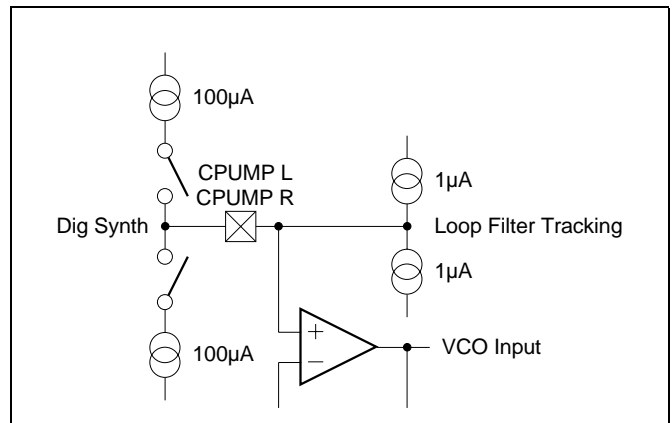 100µA
CPUMP L
CPUMP R
1µA
Dig Synth
Loop Filter Tracking
1µA
+
−
100µA
VCO Input